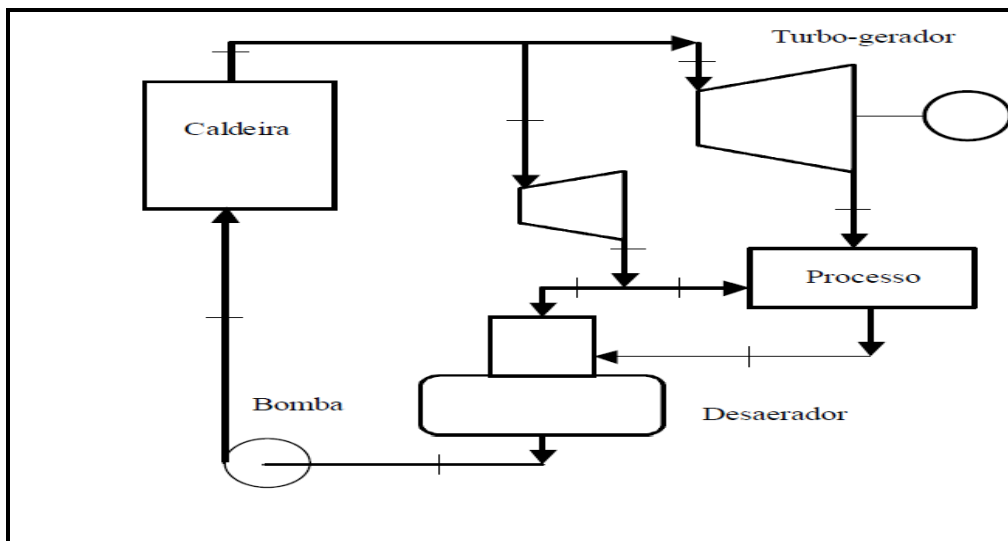 Turbo-gerador
Caldeira
Processo
Bomba
Desaerador